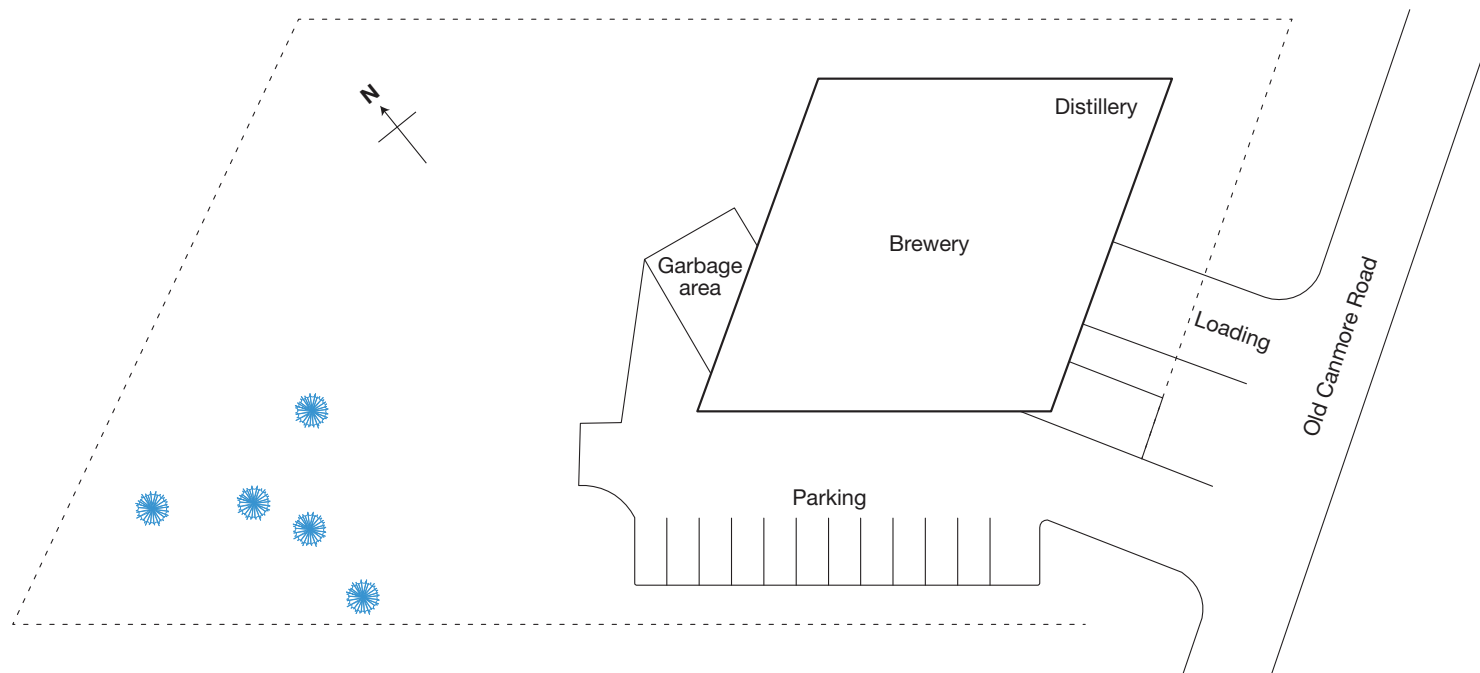 N
Distillery
Brewery
Garbage
area
Loading
Old Canmore Road
Parking